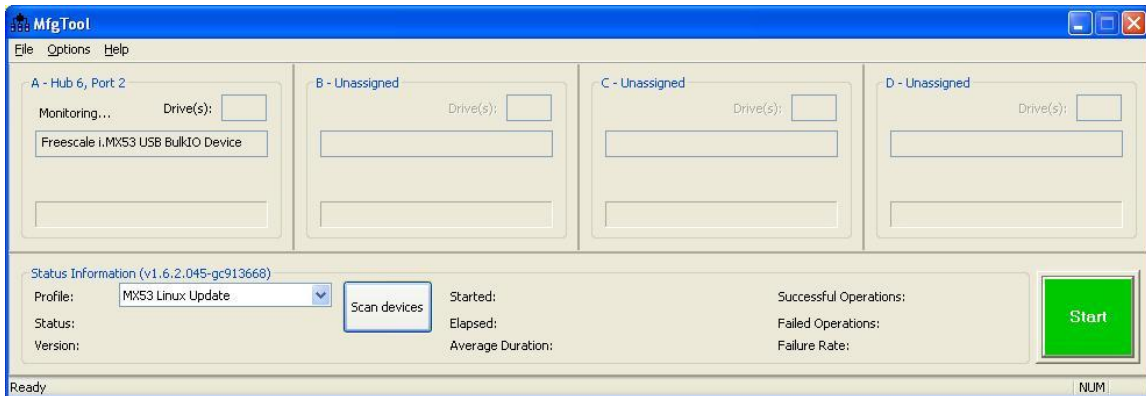 MfgTool
File Options Help
A - Hub 6, Port 2
Monitoring... Drive(s):
Freescale i.MX53 USB BulkIO Device
B - Unassigned
Drive(s):
C - Unassigned
Drive(s):
D - Unassigned
Drive(s):
Status Information (v1.6.2.045-gc913668)
Profile: MX53 Linux Update
Status:
Version:
Scan devices
Started:
Elapsed:
Average Duration:
Successful Operations:
Failed Operations:
Failure Rate:
Start
Ready NUM